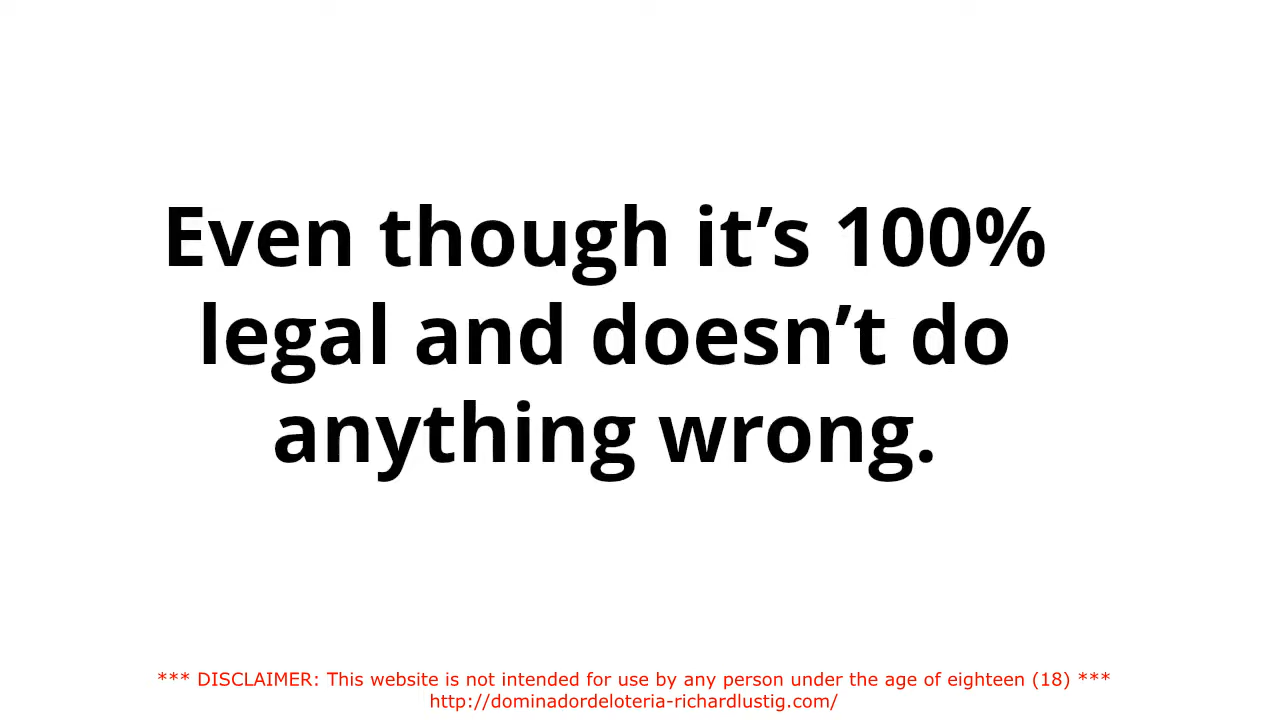 Even though it’s 100%
legal and doesn’t do
anything wrong.
*** DISCLAIMER: This website is not intended for use by any person under the age of eighteen (18) ***
http://dominadordeloteria-richardlustig.com/